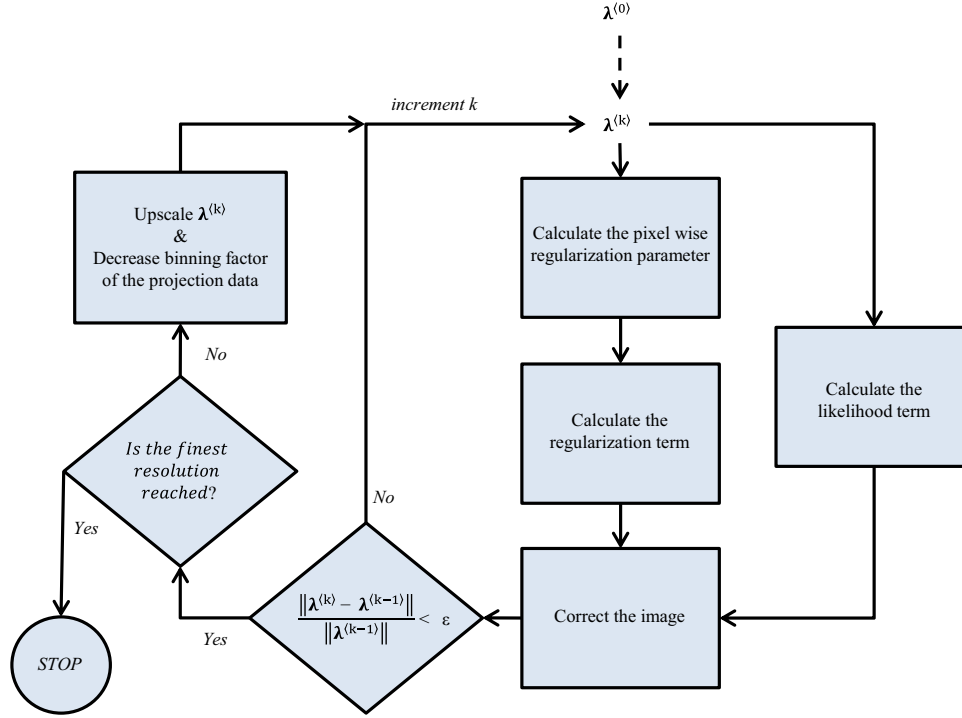 λ⁽⁰⁾
increment k
λ⁽ᵏ⁾
Upscale λ⁽ᵏ⁾
&
Decrease binning factor
of the projection data
Calculate the pixel wise
regularization parameter
No
Calculate the
likelihood term
Calculate the
regularization term
Is the finest
resolution
reached?
No
Yes
‖λ⁽ᵏ⁾ − λ⁽ᵏ⁻¹⁾‖
‖λ⁽ᵏ⁻¹⁾‖ < ε
Correct the image
Yes
STOP